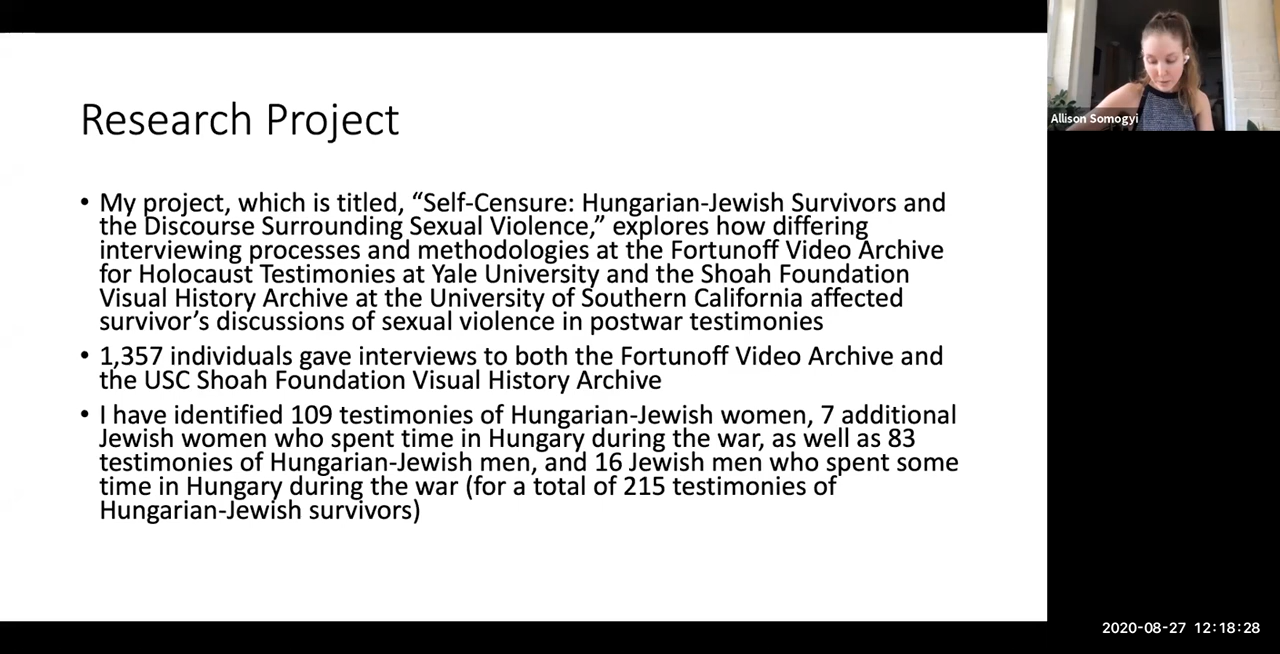 Research Project
• My project, which is titled, “Self-Censure: Hungarian-Jewish Survivors and
the Discourse Surrounding Sexual Violence,” explores how differing
interviewing processes and methodologies at the Fortunoff Video Archive
for Holocaust Testimonies at Yale University and the Shoah Foundation
Visual History Archive at the University of Southern California affected
survivor’s discussions of sexual violence in postwar testimonies
• 1,357 individuals gave interviews to both the Fortunoff Video Archive and
the USC Shoah Foundation Visual History Archive
• I have identified 109 testimonies of Hungarian-Jewish women, 7 additional
Jewish women who spent time in Hungary during the war, as well as 83
testimonies of Hungarian-Jewish men, and 16 Jewish men who spent some
time in Hungary during the war (for a total of 215 testimonies of
Hungarian-Jewish survivors)
Allison Somogyi
2020-08-27 12:18:28